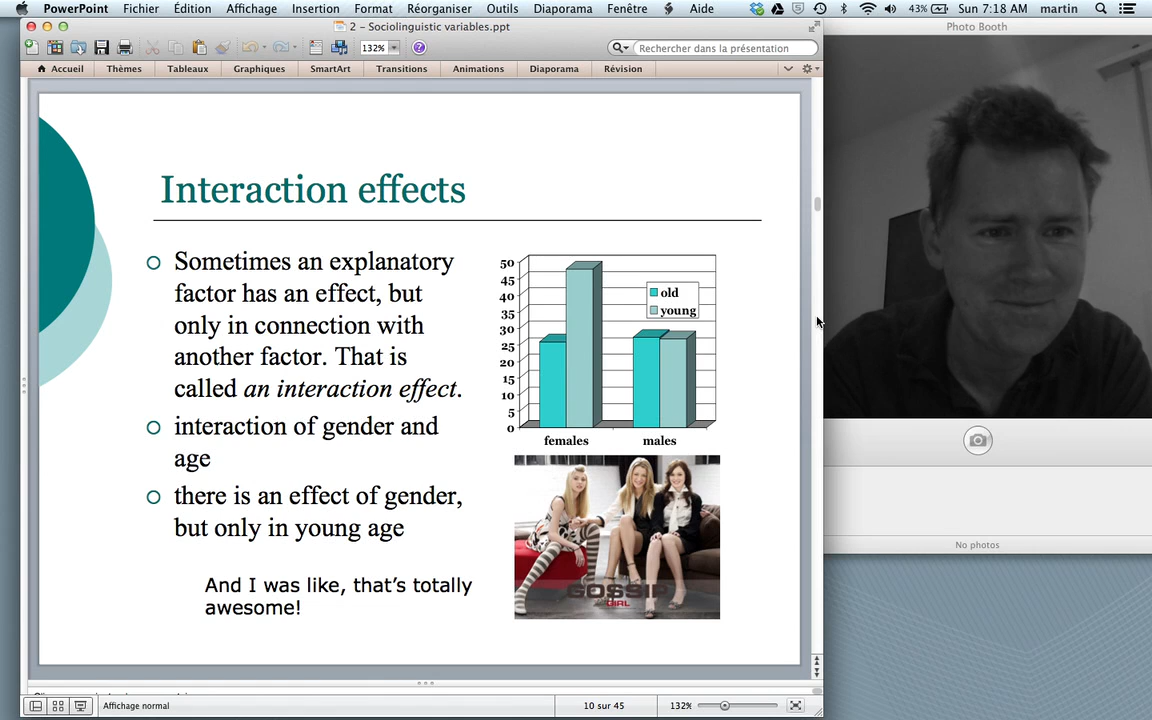 PowerPoint Fichier Édition Affichage Insertion Format Réorganiser Outils Diaporama Fenêtre Aide 43% Sun 7:18 AM martin
2 – Sociolinguistic variables.ppt
Photo Booth
132% Rechercher dans la présentation
Accueil Thèmes Tableaux Graphiques SmartArt Transitions Animations Diaporama Révision
Interaction effects
Sometimes an explanatory
factor has an effect, but
only in connection with
another factor. That is
called an interaction effect.
interaction of gender and
age
there is an effect of gender,
but only in young age
And I was like, that's totally
awesome!
50
45
40
35
30
25
20
15
10
5
0
old
young
females males
GOSSIP
GIRL
No photos
Affichage normal 10 sur 45 132%